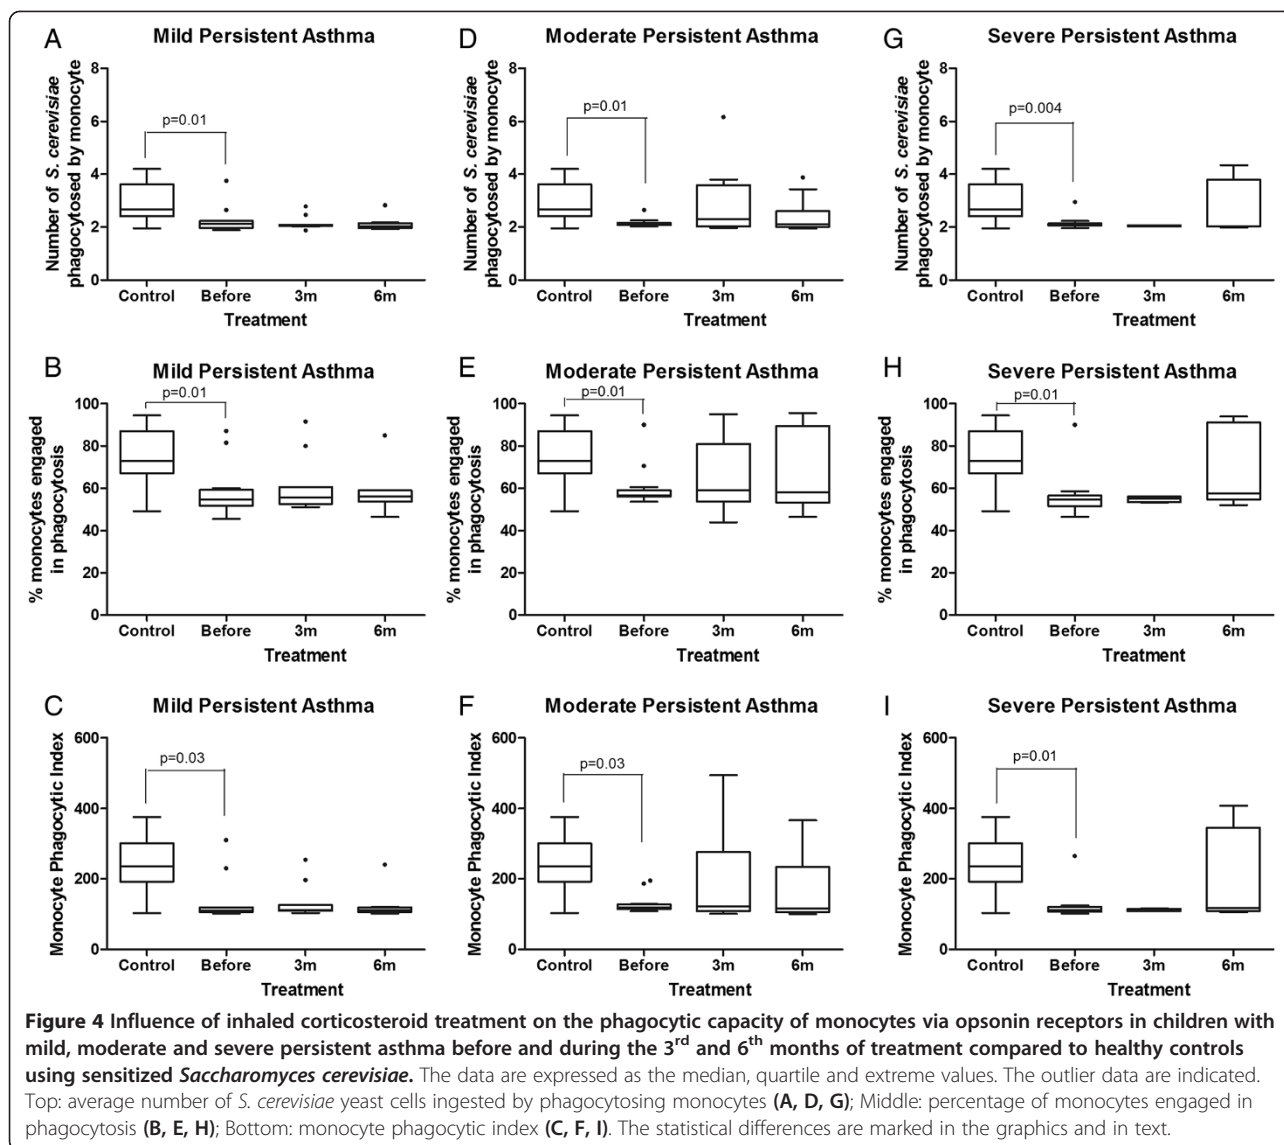 A Mild Persistent Asthma
Number of S. cerevisiae
phagocytosed by monocyte
8
6
4
2
0
p=0.01
Control Before 3m 6m
Treatment
D Moderate Persistent Asthma
Number of S. cerevisiae
phagocytosed by monocyte
8
6
4
2
0
p=0.01
Control Before 3m 6m
Treatment
G Severe Persistent Asthma
Number of S. cerevisiae
phagocytosed by monocyte
8
6
4
2
0
p=0.004
Control Before 3m 6m
Treatment
B Mild Persistent Asthma
% monocytes engaged
in phagocytosis
100
80
60
40
20
0
p=0.01
Control Before 3m 6m
Treatment
E Moderate Persistent Asthma
% monocytes engaged
in phagocytosis
100
80
60
40
20
0
p=0.01
Control Before 3m 6m
Treatment
H Severe Persistent Asthma
% monocytes engaged
in phagocytosis
100
80
60
40
20
0
p=0.01
Control Before 3m 6m
Treatment
C Mild Persistent Asthma
Monocyte Phagocytic Index
600
400
200
0
p=0.03
Control Before 3m 6m
Treatment
F Moderate Persistent Asthma
Monocyte Phagocytic Index
600
400
200
0
p=0.03
Control Before 3m 6m
Treatment
I Severe Persistent Asthma
Monocyte Phagocytic Index
600
400
200
0
p=0.01
Control Before 3m 6m
Treatment
Figure 4 Influence of inhaled corticosteroid treatment on the phagocytic capacity of monocytes via opsonin receptors in children with
mild, moderate and severe persistent asthma before and during the 3rd and 6th months of treatment compared to healthy controls
using sensitized Saccharomyces cerevisiae. The data are expressed as the median, quartile and extreme values. The outlier data are indicated.
Top: average number of S. cerevisiae yeast cells ingested by phagocytosing monocytes (A, D, G); Middle: percentage of monocytes engaged in
phagocytosis (B, E, H); Bottom: monocyte phagocytic index (C, F, I). The statistical differences are marked in the graphics and in text.